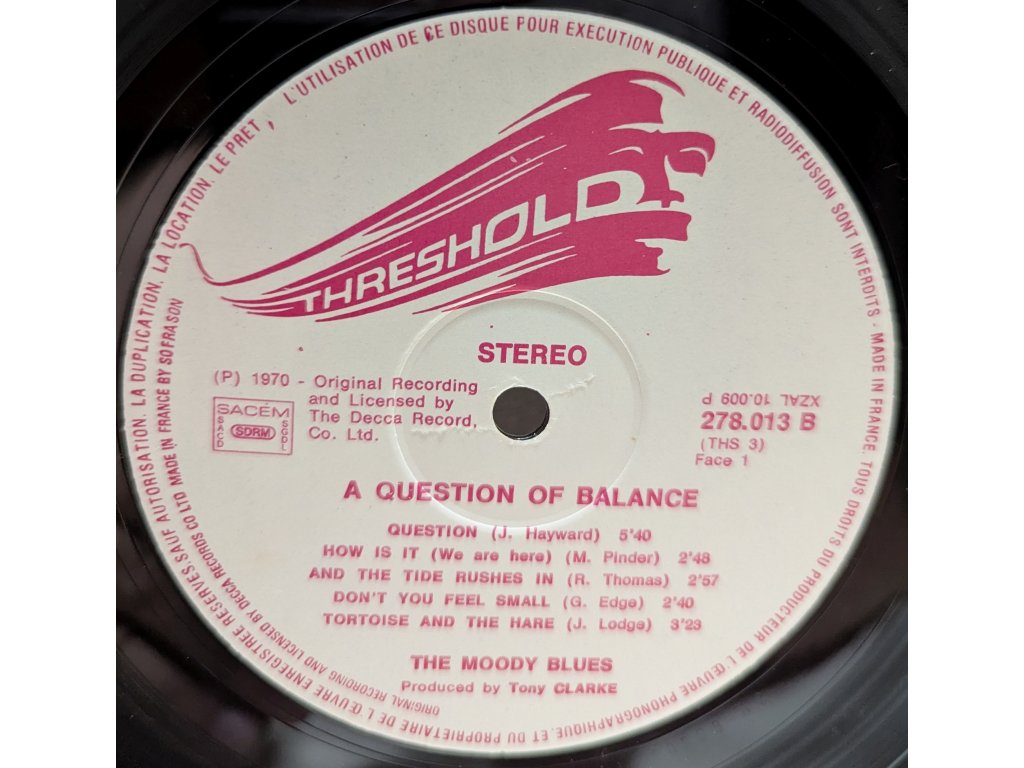 L'UTILISATION DE CE DISQUE POUR EXECUTION PUBLIQUE ET RADIODIFFUSION SONT INTERDITS - MADE IN FRANCE. TOUS DROITS DU PRODUCTEUR DE L'ŒUVRE PHONOGRAPHIQUE. ET DU PROPRIETAIRE DE L'ŒUVRE ENREGISTREE RESERVES. SAUF AUTORISATION. LA DUPLICATION. LA LOCATION. LE PRET,
ORIGINAL RECORDING AND LICENSED BY DECCA RECORDS CO LTD MADE IN FRANCE BY SOFRASON
THRESHOLD
STEREO
(P) 1970 - Original Recording
and Licensed by
The Decca Record,
Co. Ltd.
SACEM
SACD
SDRM
SGDL
XZAL 10.009 P
278.013 B
(THS 3)
Face 1
A QUESTION OF BALANCE
QUESTION (J. Hayward) 5'40
HOW IS IT (We are here) (M. Pinder) 2'48
AND THE TIDE RUSHES IN (R. Thomas) 2'57
DON'T YOU FEEL SMALL (G. Edge) 2'40
TORTOISE AND THE HARE (J. Lodge) 3'23
THE MOODY BLUES
Produced by Tony CLARKE